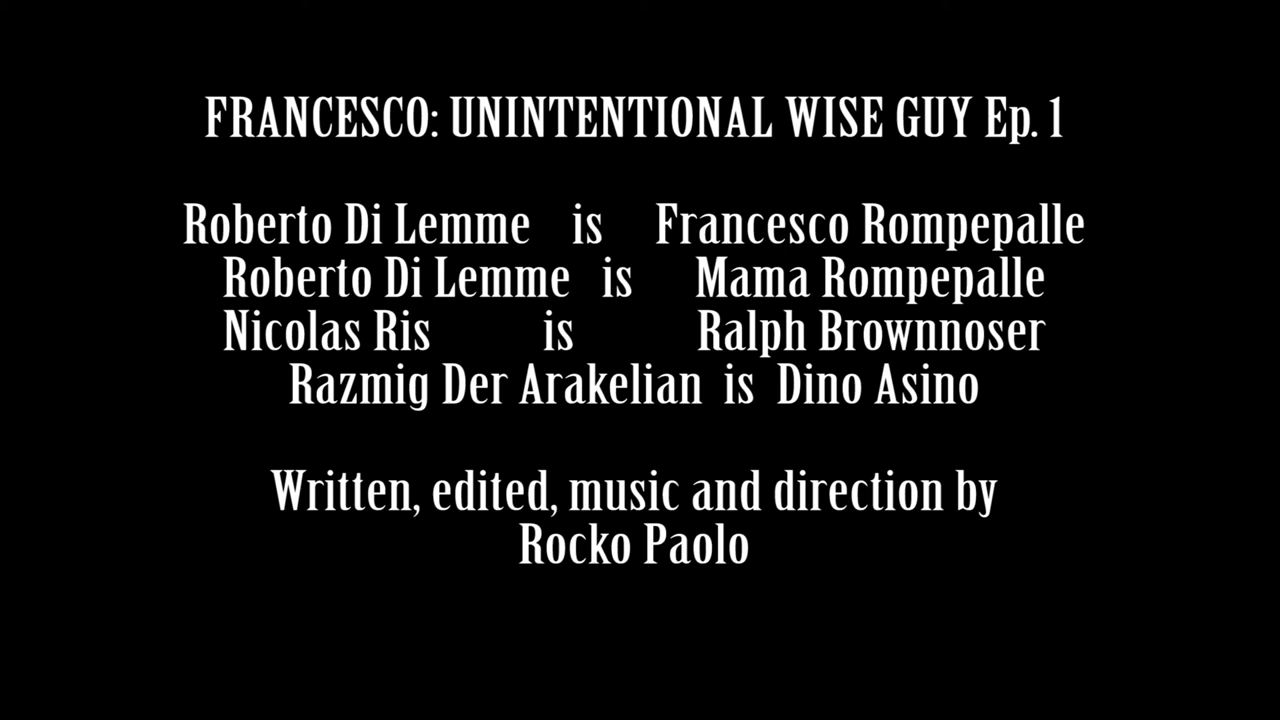 FRANCESCO: UNINTENTIONAL WISE GUY Ep. 1
Roberto Di Lemme is Francesco Rompepalle
Roberto Di Lemme is Mama Rompepalle
Nicolas Ris is Ralph Brownnoser
Razmig Der Arakelian is Dino Asino
Written, edited, music and direction by
Rocko Paolo